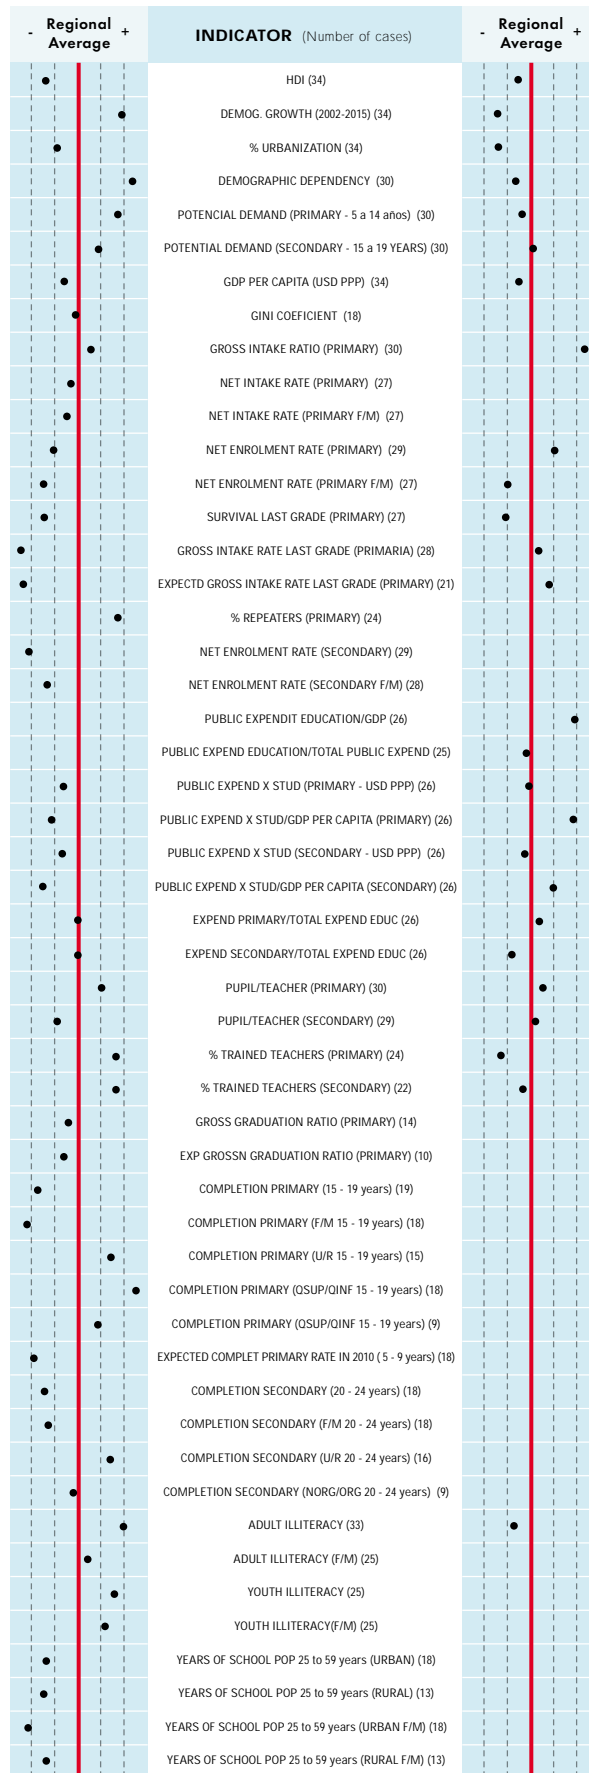 - Regional Average +
INDICATOR (Number of cases)
- Regional Average +
HDI (34)
DEMOG. GROWTH (2002-2015) (34)
% URBANIZATION (34)
DEMOGRAPHIC DEPENDENCY (30)
POTENCIAL DEMAND (PRIMARY - 5 a 14 años) (30)
POTENTIAL DEMAND (SECONDARY - 15 a 19 YEARS) (30)
GDP PER CAPITA (USD PPP) (34)
GINI COEFICIENT (18)
GROSS INTAKE RATIO (PRIMARY) (30)
NET INTAKE RATE (PRIMARY) (27)
NET INTAKE RATE (PRIMARY F/M) (27)
NET ENROLMENT RATE (PRIMARY) (29)
NET ENROLMENT RATE (PRIMARY F/M) (27)
SURVIVAL LAST GRADE (PRIMARY) (27)
GROSS INTAKE RATE LAST GRADE (PRIMARIA) (28)
EXPECTD GROSS INTAKE RATE LAST GRADE (PRIMARY) (21)
% REPEATERS (PRIMARY) (24)
NET ENROLMENT RATE (SECONDARY) (29)
NET ENROLMENT RATE (SECONDARY F/M) (28)
PUBLIC EXPENDIT EDUCATION/GDP (26)
PUBLIC EXPEND EDUCATION/TOTAL PUBLIC EXPEND (25)
PUBLIC EXPEND X STUD (PRIMARY - USD PPP) (26)
PUBLIC EXPEND X STUD/GDP PER CAPITA (PRIMARY) (26)
PUBLIC EXPEND X STUD (SECONDARY - USD PPP) (26)
PUBLIC EXPEND X STUD/GDP PER CAPITA (SECONDARY) (26)
EXPEND PRIMARY/TOTAL EXPEND EDUC (26)
EXPEND SECONDARY/TOTAL EXPEND EDUC (26)
PUPIL/TEACHER (PRIMARY) (30)
PUPIL/TEACHER (SECONDARY) (29)
% TRAINED TEACHERS (PRIMARY) (24)
% TRAINED TEACHERS (SECONDARY) (22)
GROSS GRADUATION RATIO (PRIMARY) (14)
EXP GROSSN GRADUATION RATIO (PRIMARY) (10)
COMPLETION PRIMARY (15 - 19 years) (19)
COMPLETION PRIMARY (F/M 15 - 19 years) (18)
COMPLETION PRIMARY (U/R 15 - 19 years) (15)
COMPLETION PRIMARY (QSUP/QINF 15 - 19 years) (18)
COMPLETION PRIMARY (QSUP/QINF 15 - 19 years) (9)
EXPECTED COMPLET PRIMARY RATE IN 2010 ( 5 - 9 years) (18)
COMPLETION SECONDARY (20 - 24 years) (18)
COMPLETION SECONDARY (F/M 20 - 24 years) (18)
COMPLETION SECONDARY (U/R 20 - 24 years) (16)
COMPLETION SECONDARY (NORG/ORG 20 - 24 years) (9)
ADULT ILLITERACY (33)
ADULT ILLITERACY (F/M) (25)
YOUTH ILLITERACY (25)
YOUTH ILLITERACY(F/M) (25)
YEARS OF SCHOOL POP 25 to 59 years (URBAN) (18)
YEARS OF SCHOOL POP 25 to 59 years (RURAL) (13)
YEARS OF SCHOOL POP 25 to 59 years (URBAN F/M) (18)
YEARS OF SCHOOL POP 25 to 59 years (RURAL F/M) (13)